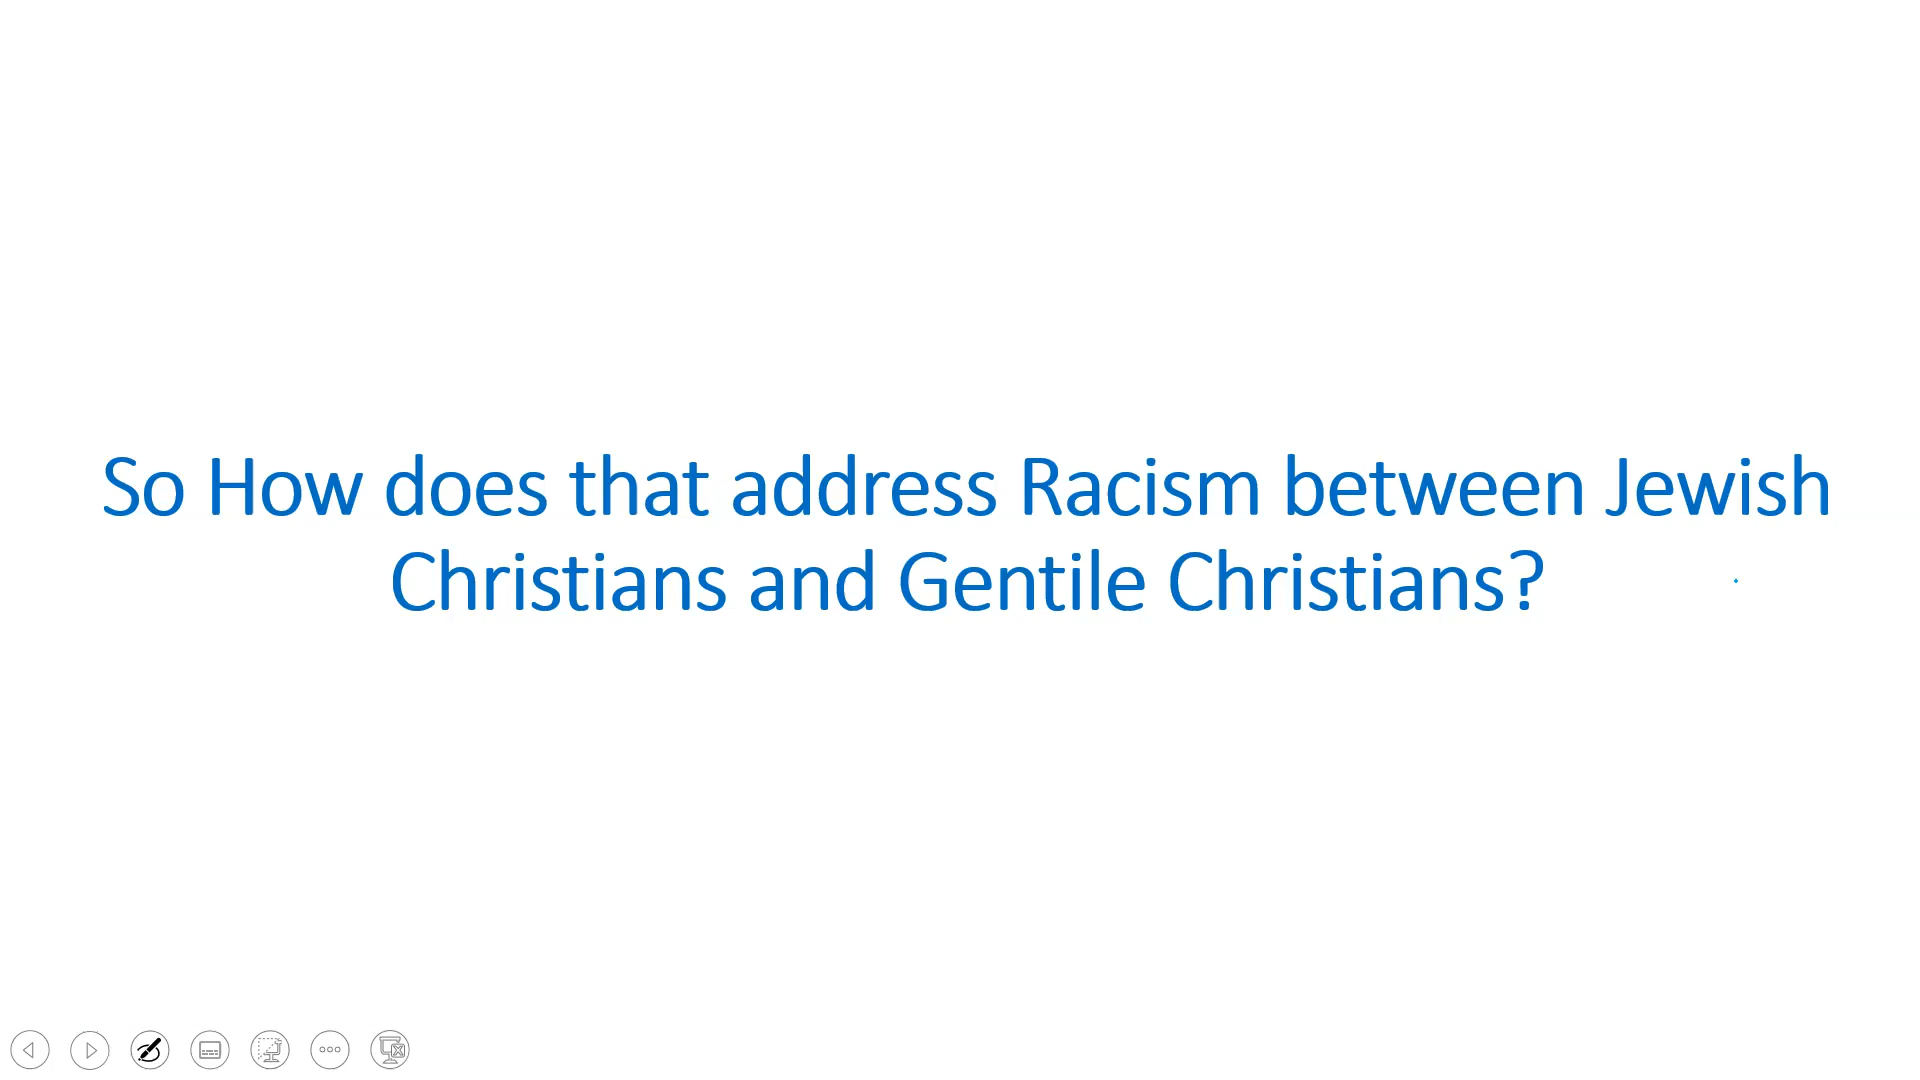 So How does that address Racism between Jewish
Christians and Gentile Christians?